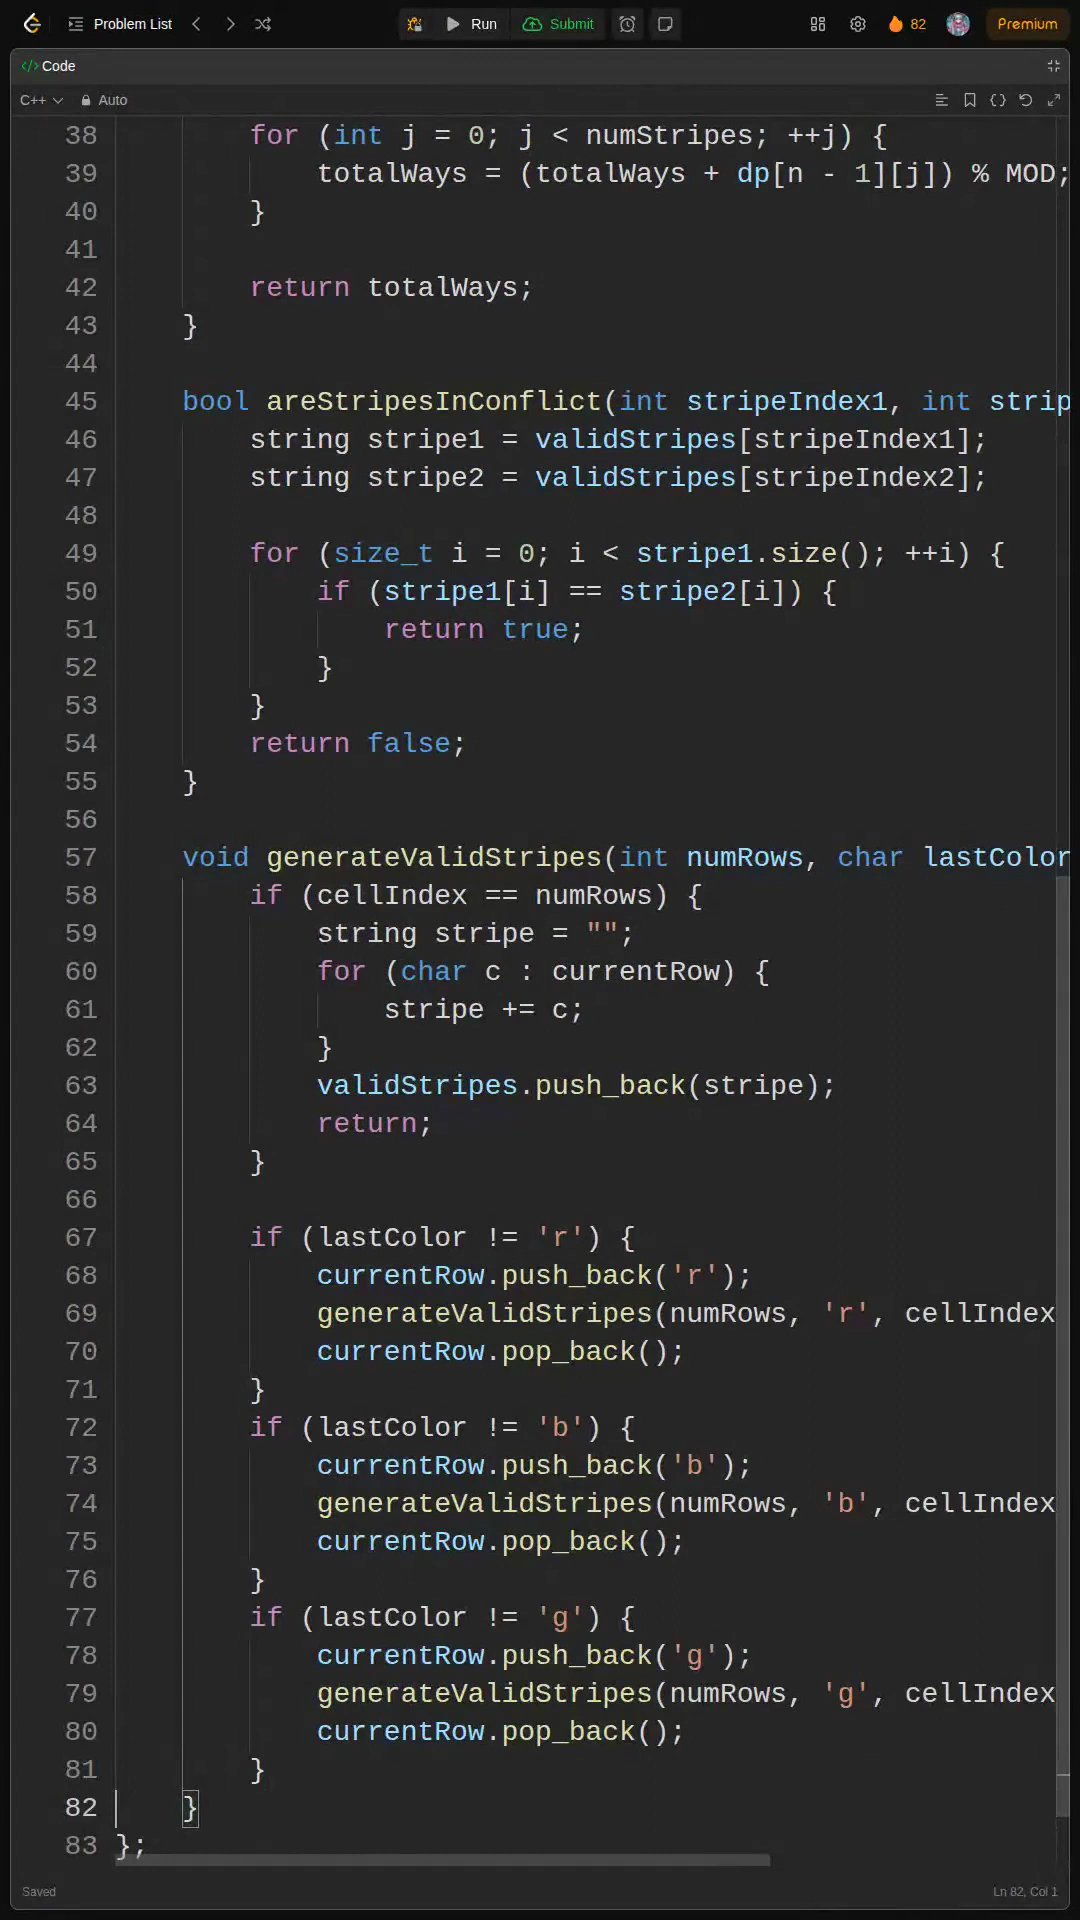 Problem List Run Submit 82 Premium
</> Code
C++ Auto
38 for (int j = 0; j < numStripes; ++j) {
39 totalWays = (totalWays + dp[n - 1][j]) % MOD;
40 }
41
42 return totalWays;
43 }
44
45 bool areStripesInConflict(int stripeIndex1, int strip
46 string stripe1 = validStripes[stripeIndex1];
47 string stripe2 = validStripes[stripeIndex2];
48
49 for (size_t i = 0; i < stripe1.size(); ++i) {
50 if (stripe1[i] == stripe2[i]) {
51 return true;
52 }
53 }
54 return false;
55 }
56
57 void generateValidStripes(int numRows, char lastColor
58 if (cellIndex == numRows) {
59 string stripe = "";
60 for (char c : currentRow) {
61 stripe += c;
62 }
63 validStripes.push_back(stripe);
64 return;
65 }
66
67 if (lastColor != 'r') {
68 currentRow.push_back('r');
69 generateValidStripes(numRows, 'r', cellIndex
70 currentRow.pop_back();
71 }
72 if (lastColor != 'b') {
73 currentRow.push_back('b');
74 generateValidStripes(numRows, 'b', cellIndex
75 currentRow.pop_back();
76 }
77 if (lastColor != 'g') {
78 currentRow.push_back('g');
79 generateValidStripes(numRows, 'g', cellIndex
80 currentRow.pop_back();
81 }
82 }
83 };
Saved Ln 82, Col 1